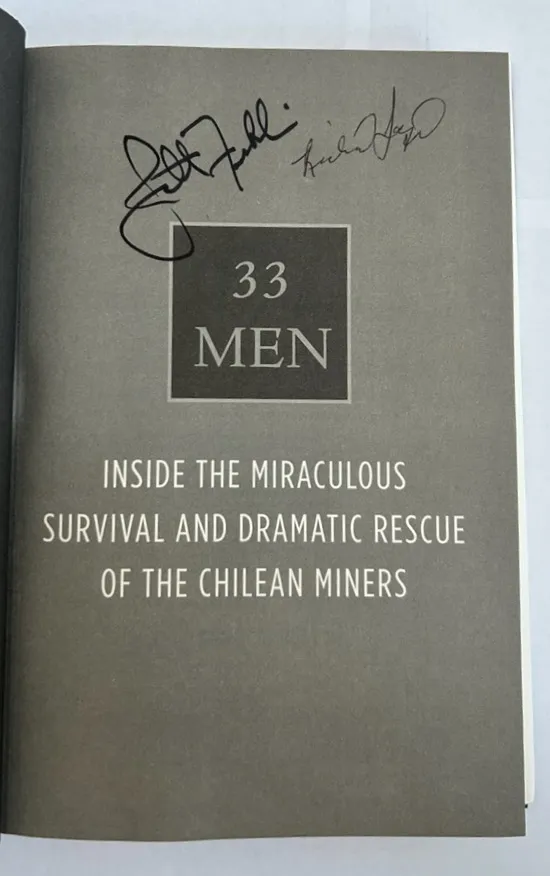 33
MEN
INSIDE THE MIRACULOUS
SURVIVAL AND DRAMATIC RESCUE
OF THE CHILEAN MINERS